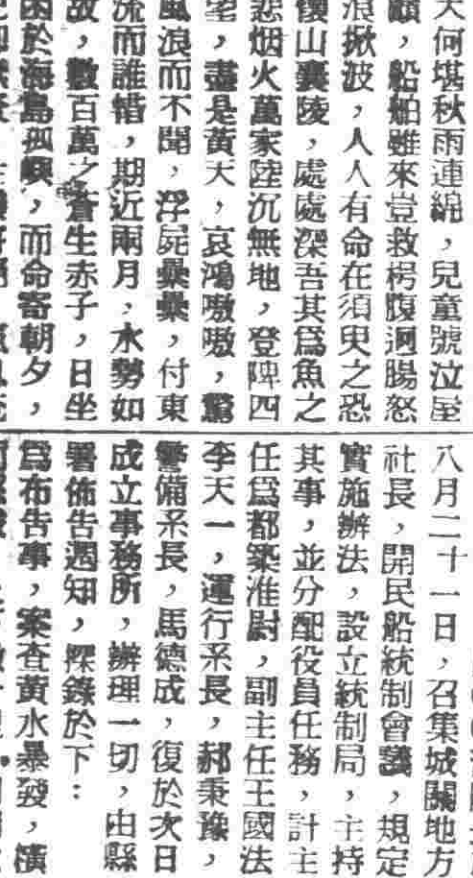 天何堪秋雨連綿，兒童號泣屋
巔，船舶雖來豈救枵腹迴腸怒
浪掀波，人人有命在須臾之恐
懷山襄陵，處處深吾其爲魚之
悲烟火萬家陸沉無地，登陴四
望，盡是黃天，哀鴻嗷嗷，驚
風浪而不聞，浮屍纍纍，付東
流而誰惜，期近兩月，水勢如
故，數百萬之蒼生赤子，日坐
困於海島孤嶼，而命寄朝夕，
八月二十一日，召集城關地方
社長，開民船統制會議，規定
實施辦法，設立統制局，主持
其事，並分配役員任務，計主
任爲都築淮尉，副主任王國法
李天一，運行系長，郝秉豫，
警備系長，馬德成，復於次日
成立事務所，辦理一切，由縣
署佈告週知，採錄於下：
爲布告事，案查黃水暴發，橫